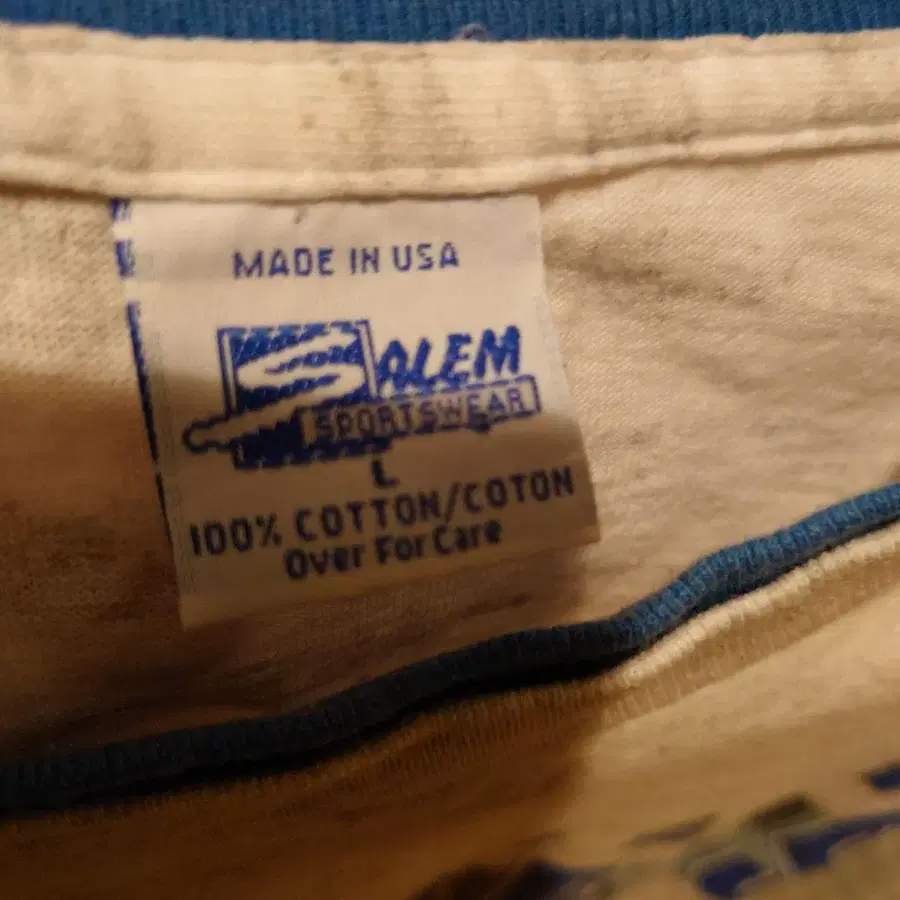 MADE IN USA
SALEM
SPORTSWEAR
L
100% COTTON/COTON
Over For Care